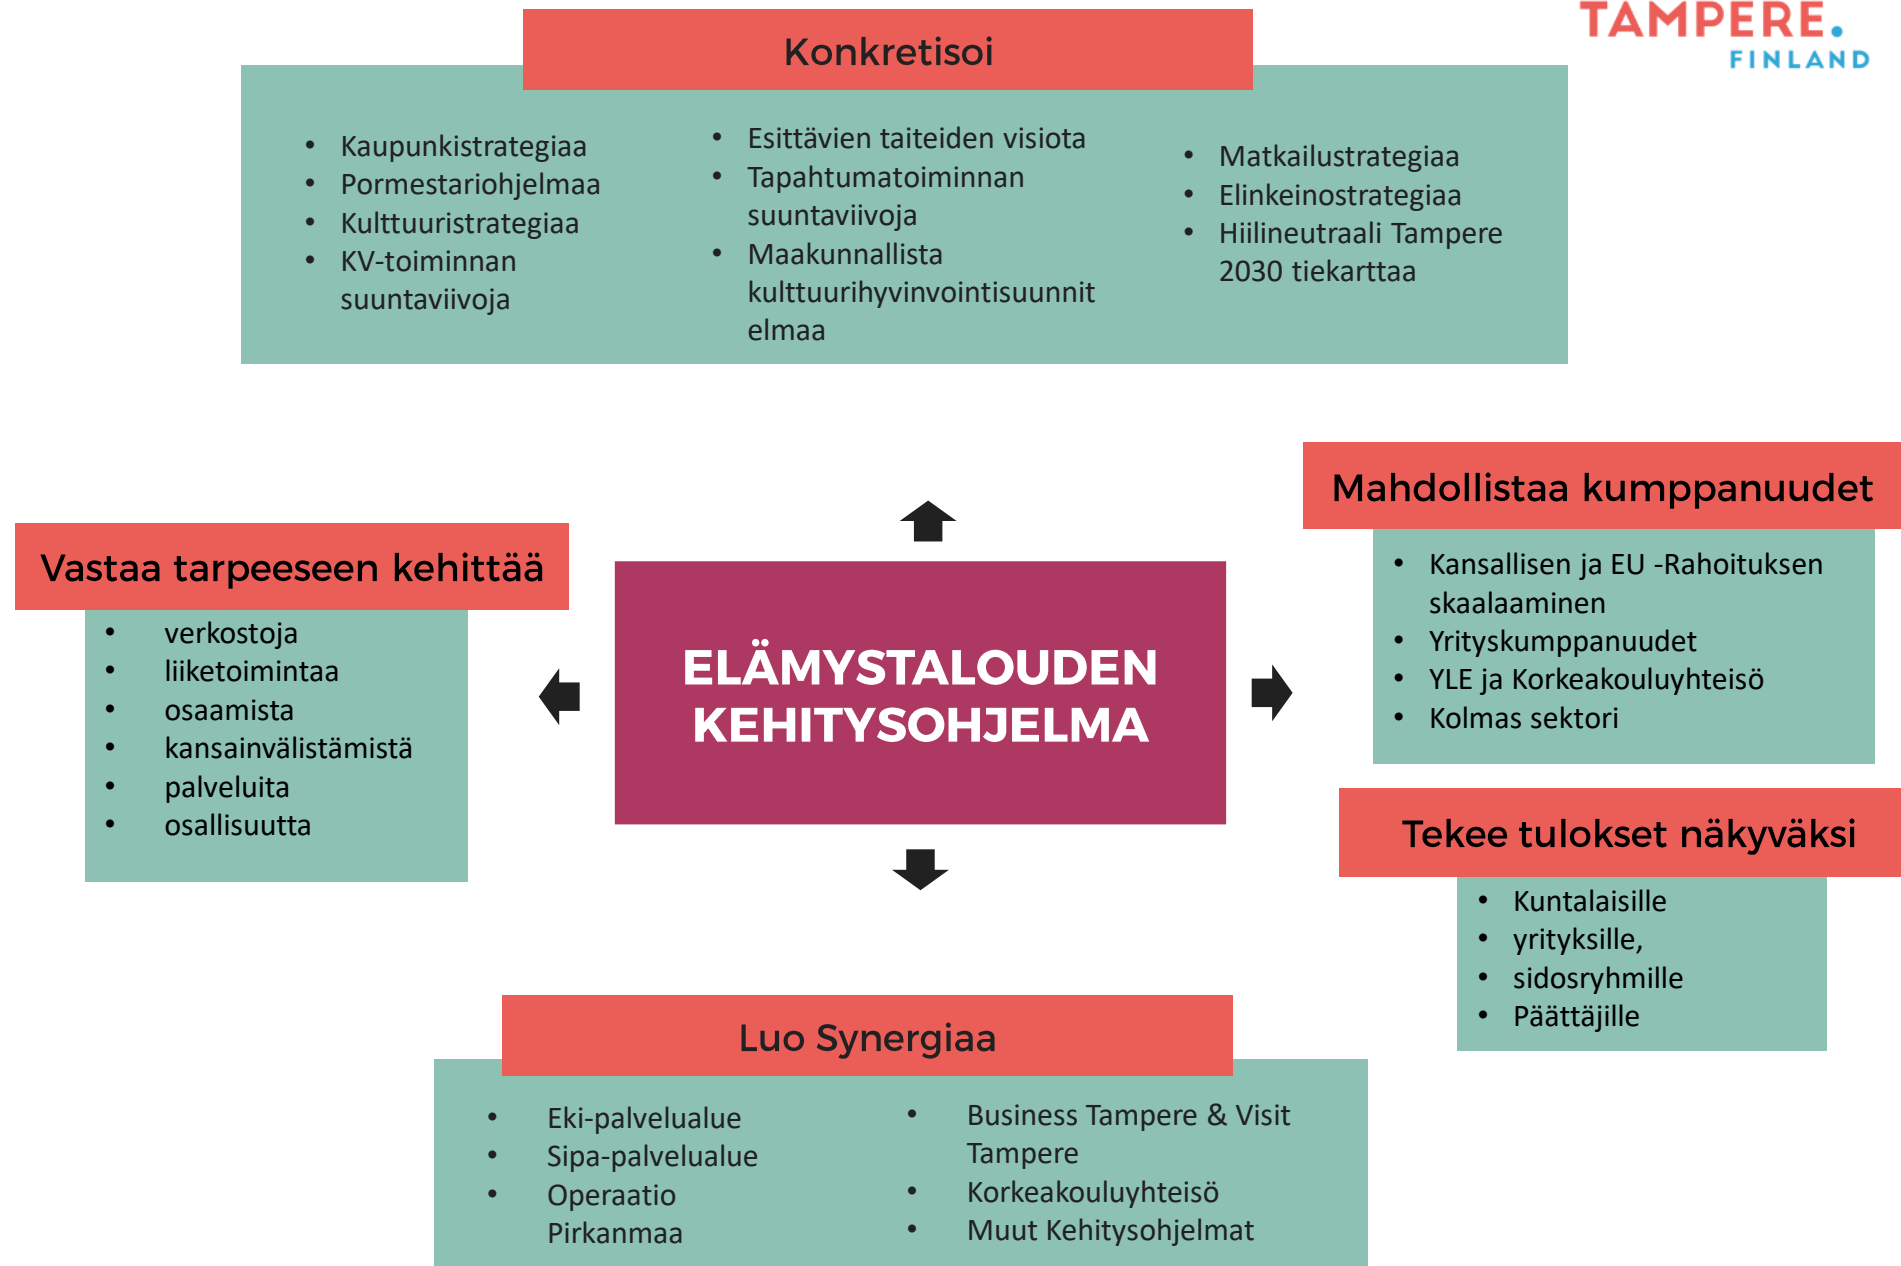 TAMPERE.
FINLAND
Konkretisoi
• Kaupunkistrategiaa
• Pormestariohjelmaa
• Kulttuuristrategiaa
• KV-toiminnan
suuntaviivoja
• Esittävien taiteiden visiota
• Tapahtumatoiminnan
suuntaviivoja
• Maakunnallista
kulttuurihyvinvointisuunnit
elmaa
• Matkailustrategiaa
• Elinkeinostrategiaa
• Hiilineutraali Tampere
2030 tiekarttaa
Vastaa tarpeeseen kehittää
• verkostoja
• liiketoimintaa
• osaamista
• kansainvälistämistä
• palveluita
• osallisuutta
ELÄMYSTALOUDEN
KEHITYSOHJELMA
Mahdollistaa kumppanuudet
• Kansallisen ja EU -Rahoituksen
skaalaaminen
• Yrityskumppanuudet
• YLE ja Korkeakouluyhteisö
• Kolmas sektori
Tekee tulokset näkyväksi
• Kuntalaisille
• yrityksille,
• sidosryhmille
• Päättäjille
Luo Synergiaa
• Eki-palvelualue
• Sipa-palvelualue
• Operaatio
Pirkanmaa
• Business Tampere & Visit
Tampere
• Korkeakouluyhteisö
• Muut Kehitysohjelmat